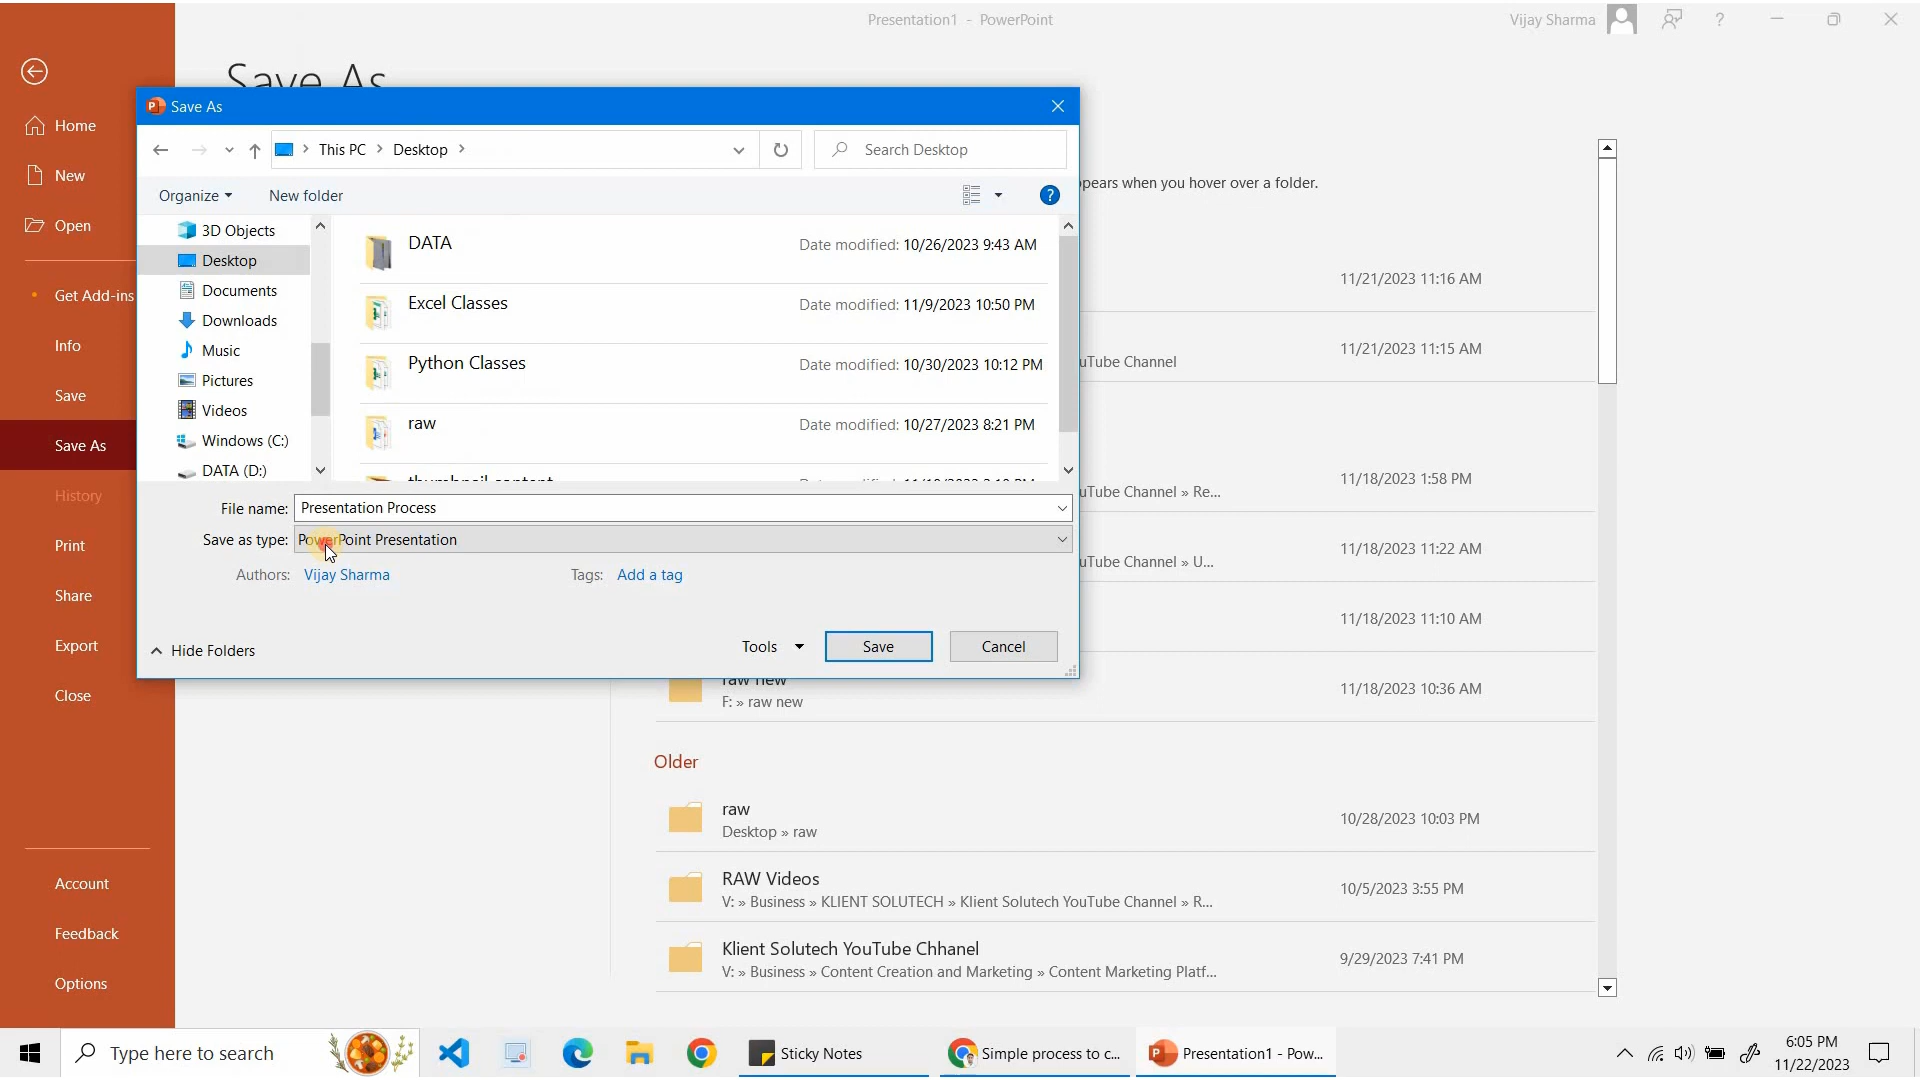 Presentation1 - PowerPoint
Vijay Sharma
?
Save As
Home
New
Open
Get Add-ins
Info
Save
Save As
History
Print
Share
Export
Close
Account
Feedback
Options
Save As
This PC > Desktop >
Search Desktop
Organize
New folder
?
3D Objects
Desktop
Documents
Downloads
Music
Pictures
Videos
Windows (C:)
DATA (D:)
DATA Date modified: 10/26/2023 9:43 AM
Excel Classes Date modified: 11/9/2023 10:50 PM
Python Classes Date modified: 10/30/2023 10:12 PM
raw Date modified: 10/27/2023 8:21 PM
thumbnail content
File name: Presentation Process
Save as type: PowerPoint Presentation
Authors: Vijay Sharma Tags: Add a tag
Hide Folders
Tools
Save
Cancel
pears when you hover over a folder.
11/21/2023 11:16 AM
11/21/2023 11:15 AM
uTube Channel
11/18/2023 1:58 PM
uTube Channel » Re...
11/18/2023 11:22 AM
uTube Channel » U...
11/18/2023 11:10 AM
raw new
F: » raw new
11/18/2023 10:36 AM
Older
raw
Desktop » raw
10/28/2023 10:03 PM
RAW Videos
V: » Business » KLIENT SOLUTECH » Klient Solutech YouTube Channel » R...
10/5/2023 3:55 PM
Klient Solutech YouTube Chhanel
V: » Business » Content Creation and Marketing » Content Marketing Platf...
9/29/2023 7:41 PM
Type here to search
Sticky Notes
Simple process to c...
Presentation1 - Pow...
6:05 PM
11/22/2023